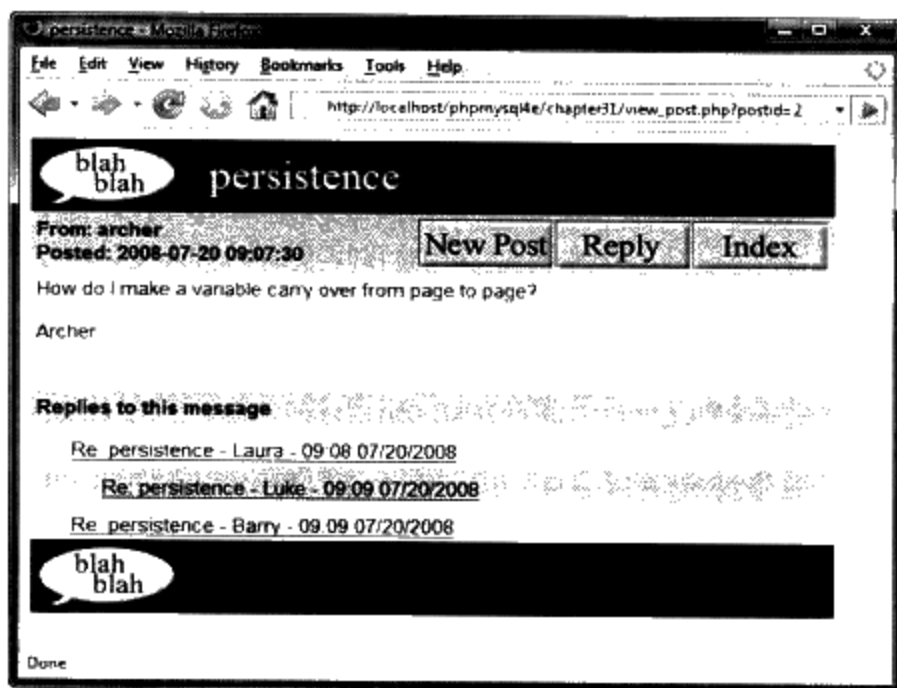 persistence - Mozilla Firefox
File Edit View History Bookmarks Tools Help
http://localhost/phpmysql4e/chapter31/view_post.php?postid=2
blah
blah
persistence
From: archer
Posted: 2008-07-20 09:07:30
New Post Reply Index
How do I make a variable carry over from page to page?
Archer
Replies to this message
Re: persistence - Laura - 09:08 07/20/2008
Re: persistence - Luke - 09:09 07/20/2008
Re: persistence - Barry - 09:09 07/20/2008
blah
blah
Done